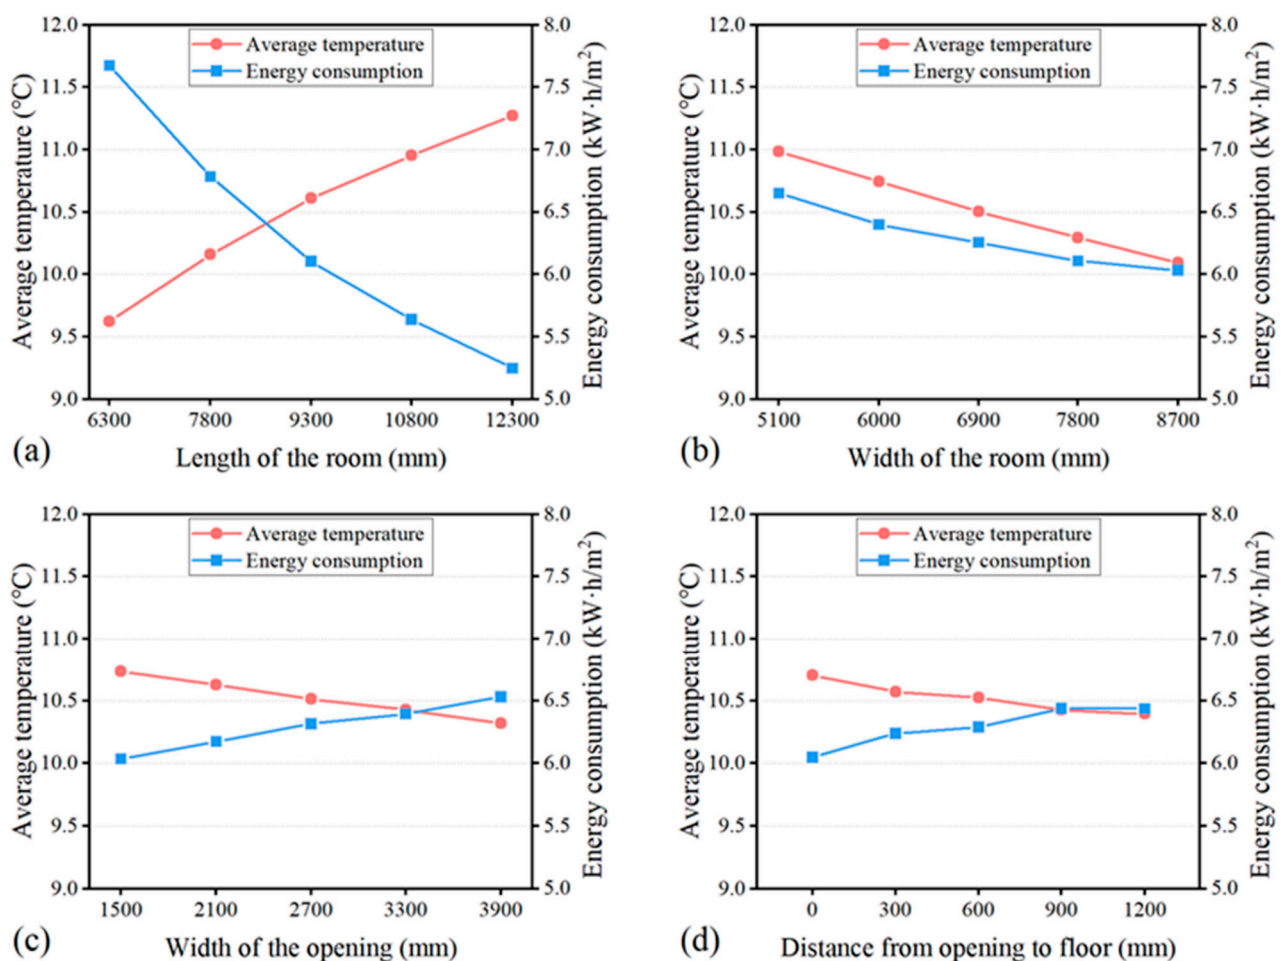 Average temperature
Energy consumption
12.0
11.5
11.0
10.5
10.0
9.5
9.0
Average temperature (°C)
8.0
7.5
7.0
6.5
6.0
5.5
5.0
Energy consumption (kW·h/m²)
6300 7800 9300 10800 12300
(a) Length of the room (mm)
Average temperature
Energy consumption
12.0
11.5
11.0
10.5
10.0
9.5
9.0
Average temperature (°C)
8.0
7.5
7.0
6.5
6.0
5.5
5.0
Energy consumption (kW·h/m²)
5100 6000 6900 7800 8700
(b) Width of the room (mm)
Average temperature
Energy consumption
12.0
11.5
11.0
10.5
10.0
9.5
9.0
Average temperature (°C)
8.0
7.5
7.0
6.5
6.0
5.5
5.0
Energy consumption (kW·h/m²)
1500 2100 2700 3300 3900
(c) Width of the opening (mm)
Average temperature
Energy consumption
12.0
11.5
11.0
10.5
10.0
9.5
9.0
Average temperature (°C)
8.0
7.5
7.0
6.5
6.0
5.5
5.0
Energy consumption (kW·h/m²)
0 300 600 900 1200
(d) Distance from opening to floor (mm)